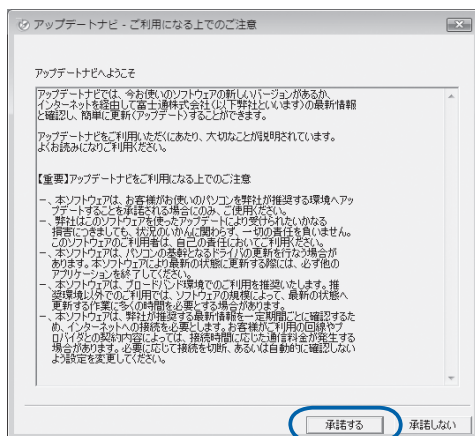 アップデートナビ - ご利用になる上でのご注意
アップデートナビへようこそ
アップデートナビでは、今お使いのソフトウェアの新しいバージョンがあるか、
インターネットを経由して富士通株式会社(以下弊社といいます)の最新情報
と確認し、簡単に更新(アップデート)することができます。
アップデートナビをご利用いただくにあたり、大切なことが説明されています。
よくお読みになりご利用ください。
【重要】アップデートナビをご利用になる上でのご注意
－、本ソフトウェアは、お客様がお使いのパソコンを弊社が推奨する環境へアッ
プデートすることを承諾される場合にのみ、ご使用ください。
－、弊社はこのソフトウェアを使ったアップデートにより受けられたいかなる
損害につきましても、状況のいかんに関わらず、一切の責任を負いません。
このソフトウェアのご利用者は、自己の責任においてご利用ください。
－、本ソフトウェアは、パソコンの基幹となるドライバの更新を行なう場合が
あります。本ソフトウェアにより最新の状態に更新する際には、必ず他の
アプリケーションを終了してください。
－、本ソフトウェアは、ブロードバンド環境でのご利用を推奨いたします。推
奨環境以外でのご利用では、ソフトウェアの規模によって、最新の状態へ
更新する作業に多くの時間を必要とする場合があります。
－、本ソフトウェアは、弊社が推奨する最新情報を一定期間ごとに確認するた
め、インターネットへの接続を必要とします。お客様がご利用の回線やプ
ロバイダとの契約内容によっては、接続時間に応じた通信料金が発生する
場合があります。必要に応じて接続を切断、あるいは自動的に確認しない
よう設定を変更してください。
承諾する 承諾しない